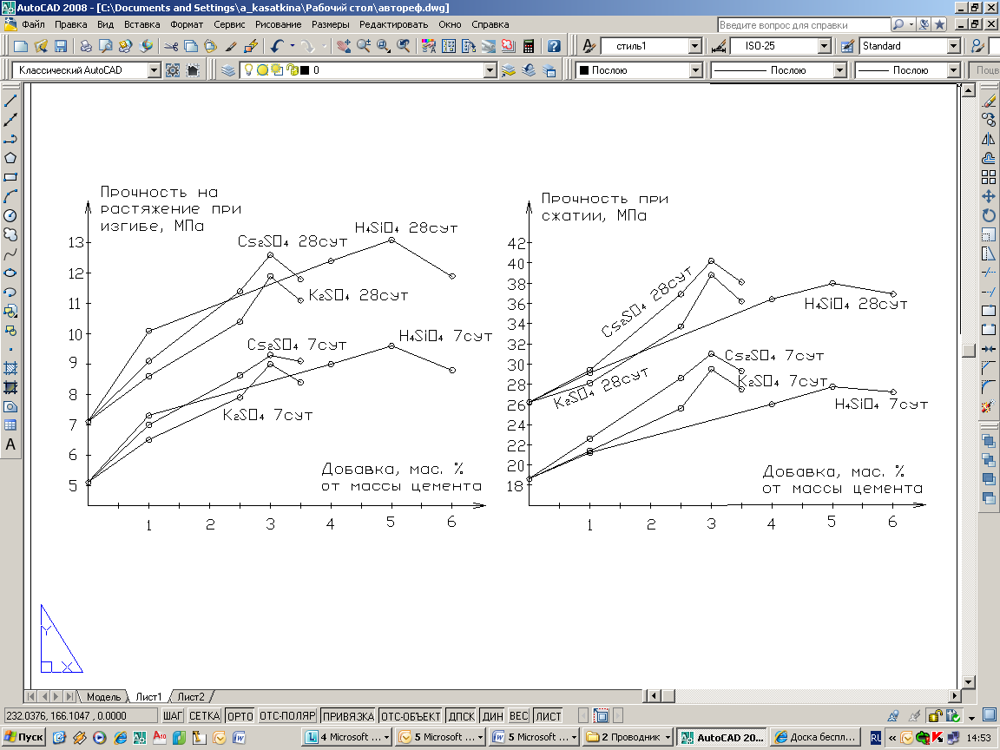 AutoCAD 2008 - [C:\Documents and Settings\a_kasatkina\Рабочий стол\автореф.dwg]
Файл Правка Вид Вставка Формат Сервис Рисование Размеры Редактировать Окно Справка
Введите вопрос для справки
стиль1 ISO-25 Standard
Классический AutoCAD 0 Послою Послою Послою Поцв
Прочность на
растяжение при
изгибе, МПа
13
12
11
10
9
8
7
6
5
Cs₂SO₄ 28сут
H₄SiO₄ 28сут
K₂SO₄ 28сут
Cs₂SO₄ 7сут
H₄SiO₄ 7сут
K₂SO₄ 7сут
Добавка, мас. %
от массы цемента
1 2 3 4 5 6
Прочность при
сжатии, МПа
42
40
38
36
34
32
30
28
26
24
22
20
18
Cs₂SO₄ 28сут
H₄SiO₄ 28сут
K₂SO₄ 28сут
Cs₂SO₄ 7сут
K₂SO₄ 7сут
H₄SiO₄ 7сут
Добавка, мас. %
от массы цемента
1 2 3 4 5 6
Y
X
Модель Лист1 Лист2
232.0376, 166.1047 , 0.0000 ШАГ СЕТКА ОРТО ОТС-ПОЛЯР ПРИВЯЗКА ОТС-ОБЪЕКТ ДПСК ДИН ВЕС ЛИСТ
Пуск 4 Microsoft ... 5 Microsoft ... 5 Microsoft ... 2 Проводник AutoCAD 20... Доска беспл... RL 14:53